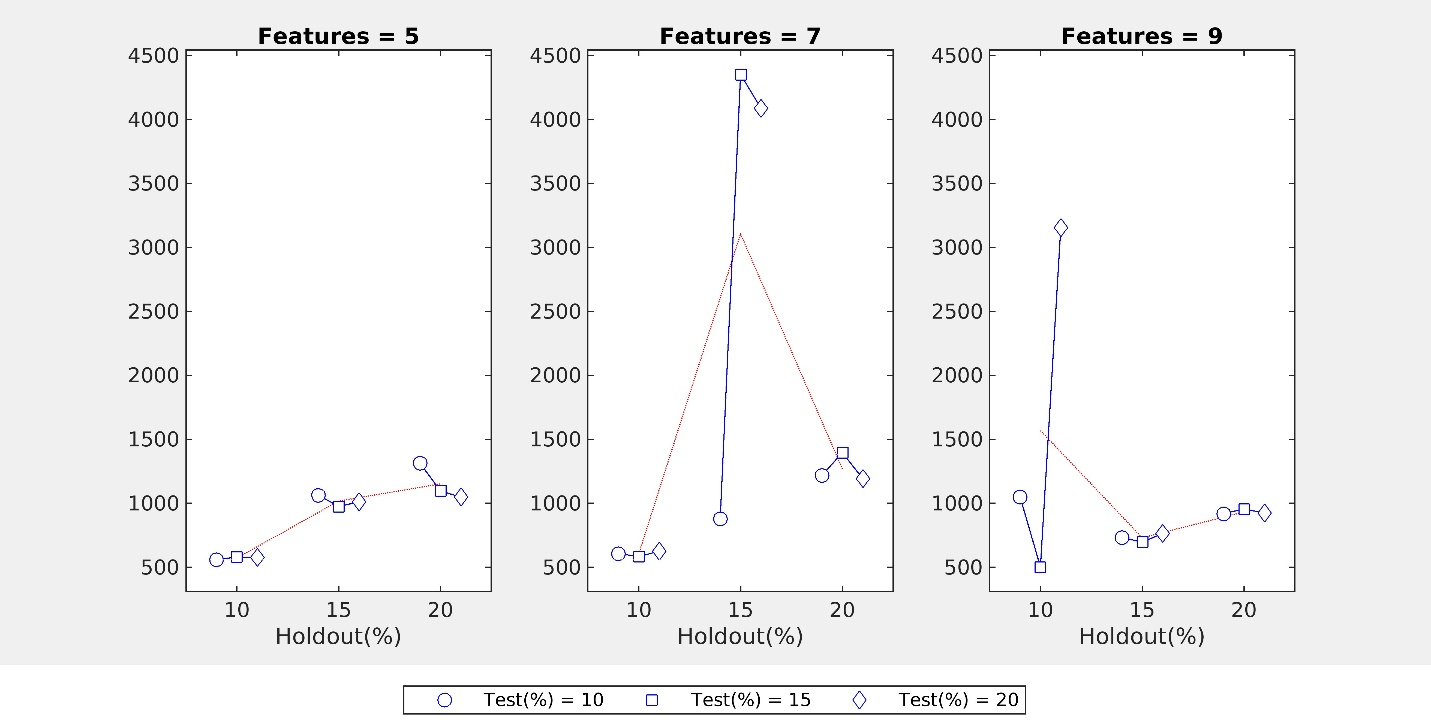 Features = 5 Features = 7 Features = 9
4500 4500 4500
4000 4000 4000
3500 3500 3500
3000 3000 3000
2500 2500 2500
2000 2000 2000
1500 1500 1500
1000 1000 1000
500 500 500
10 15 20 10 15 20 10 15 20
Holdout(%) Holdout(%) Holdout(%)
Test(%) = 10 Test(%) = 15 Test(%) = 20